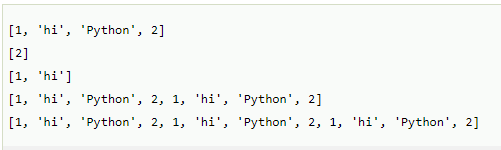 [1, 'hi', 'Python', 2]
[2]
[1, 'hi']
[1, 'hi', 'Python', 2, 1, 'hi', 'Python', 2]
[1, 'hi', 'Python', 2, 1, 'hi', 'Python', 2, 1, 'hi', 'Python', 2]